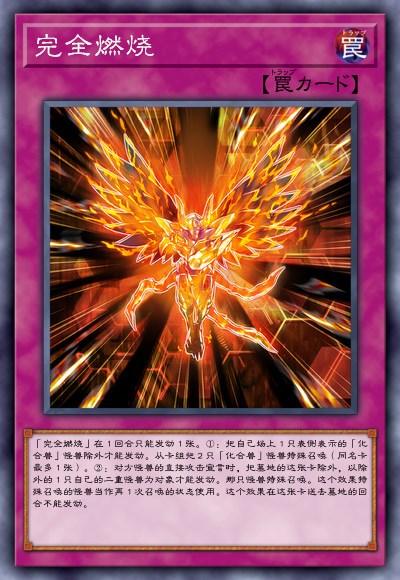 完全燃烧
トラップ
罠
トラップ
【罠カード】
「完全燃烧」在1回合只能发动1张。①：把自己场上1只表侧表示的「化
合兽」怪兽除外才能发动。从卡组把2只「化合兽」怪兽特殊召唤（同名卡
最多1张）。②：对方怪兽的直接攻击宣言时，把墓地的这张卡除外，以除
外的1只自己的二重怪兽为对象才能发动。那只怪兽特殊召唤。这个效果特
殊召唤的怪兽当作再1次召唤的状态使用。这个效果在这张卡送去墓地的回
合不能发动。